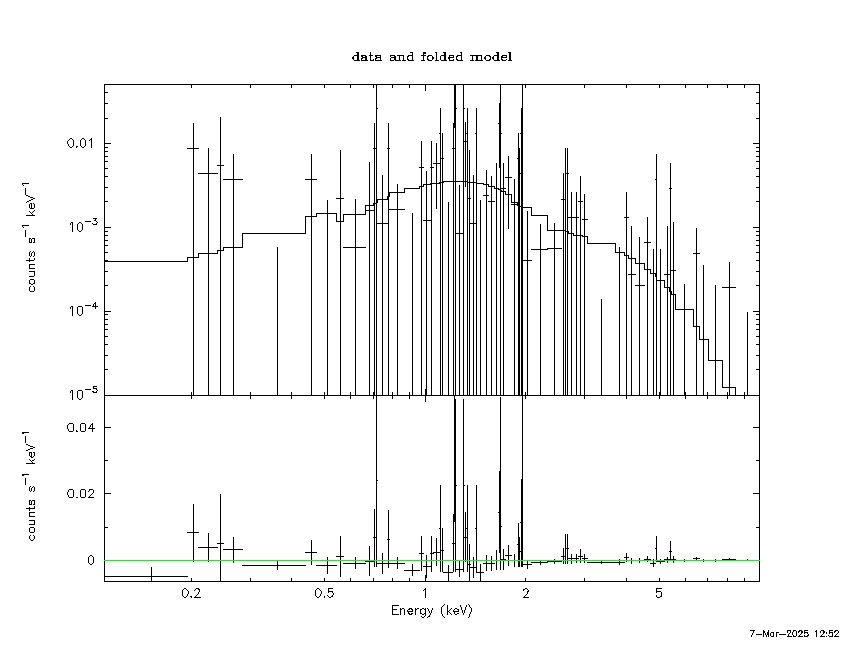 data and folded model
0.01
10⁻³
10⁻⁴
10⁻⁵
counts s⁻¹ keV⁻¹
0.04
0.02
0
counts s⁻¹ keV⁻¹
0.2 0.5 1 2 5
Energy (keV)
7-Mar-2025 12:52